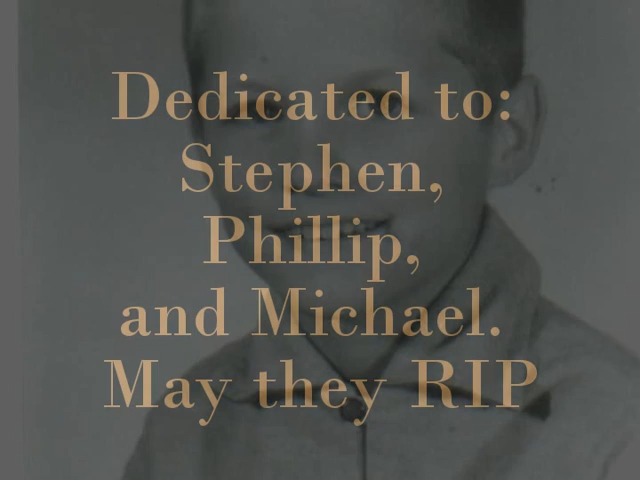 Dedicated to:
Stephen,
Phillip,
and Michael.
May they RIP